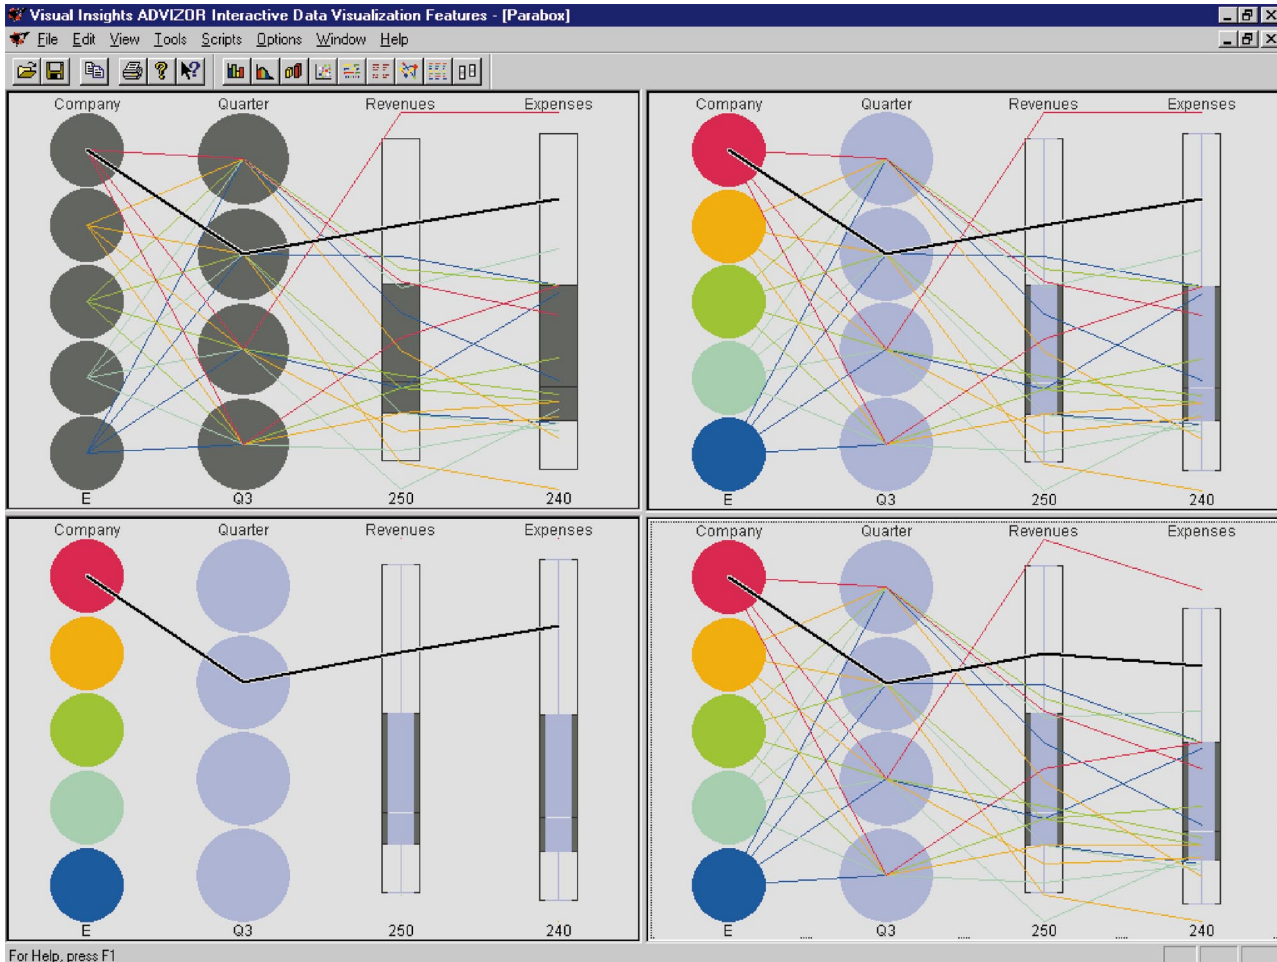 Visual Insights ADVIZOR Interactive Data Visualization Features - [Parabox]
File Edit View Tools Scripts Options Window Help
Company Quarter Revenues Expenses
E Q3 250 240
Company Quarter Revenues Expenses
E Q3 250 240
Company Quarter Revenues Expenses
E Q3 250 240
Company Quarter Revenues Expenses
E Q3 250 240
For Help, press F1